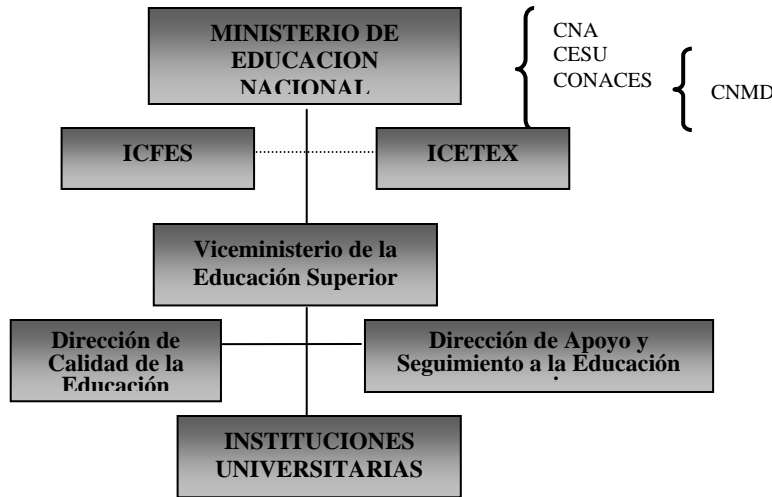 MINISTERIO DE
EDUCACION
NACIONAL
CNA
CESU
CONACES
CNMD
ICFES
ICETEX
Viceministerio de la
Educación Superior
Dirección de
Calidad de la
Educación
Dirección de Apoyo y
Seguimiento a la Educación
INSTITUCIONES
UNIVERSITARIAS